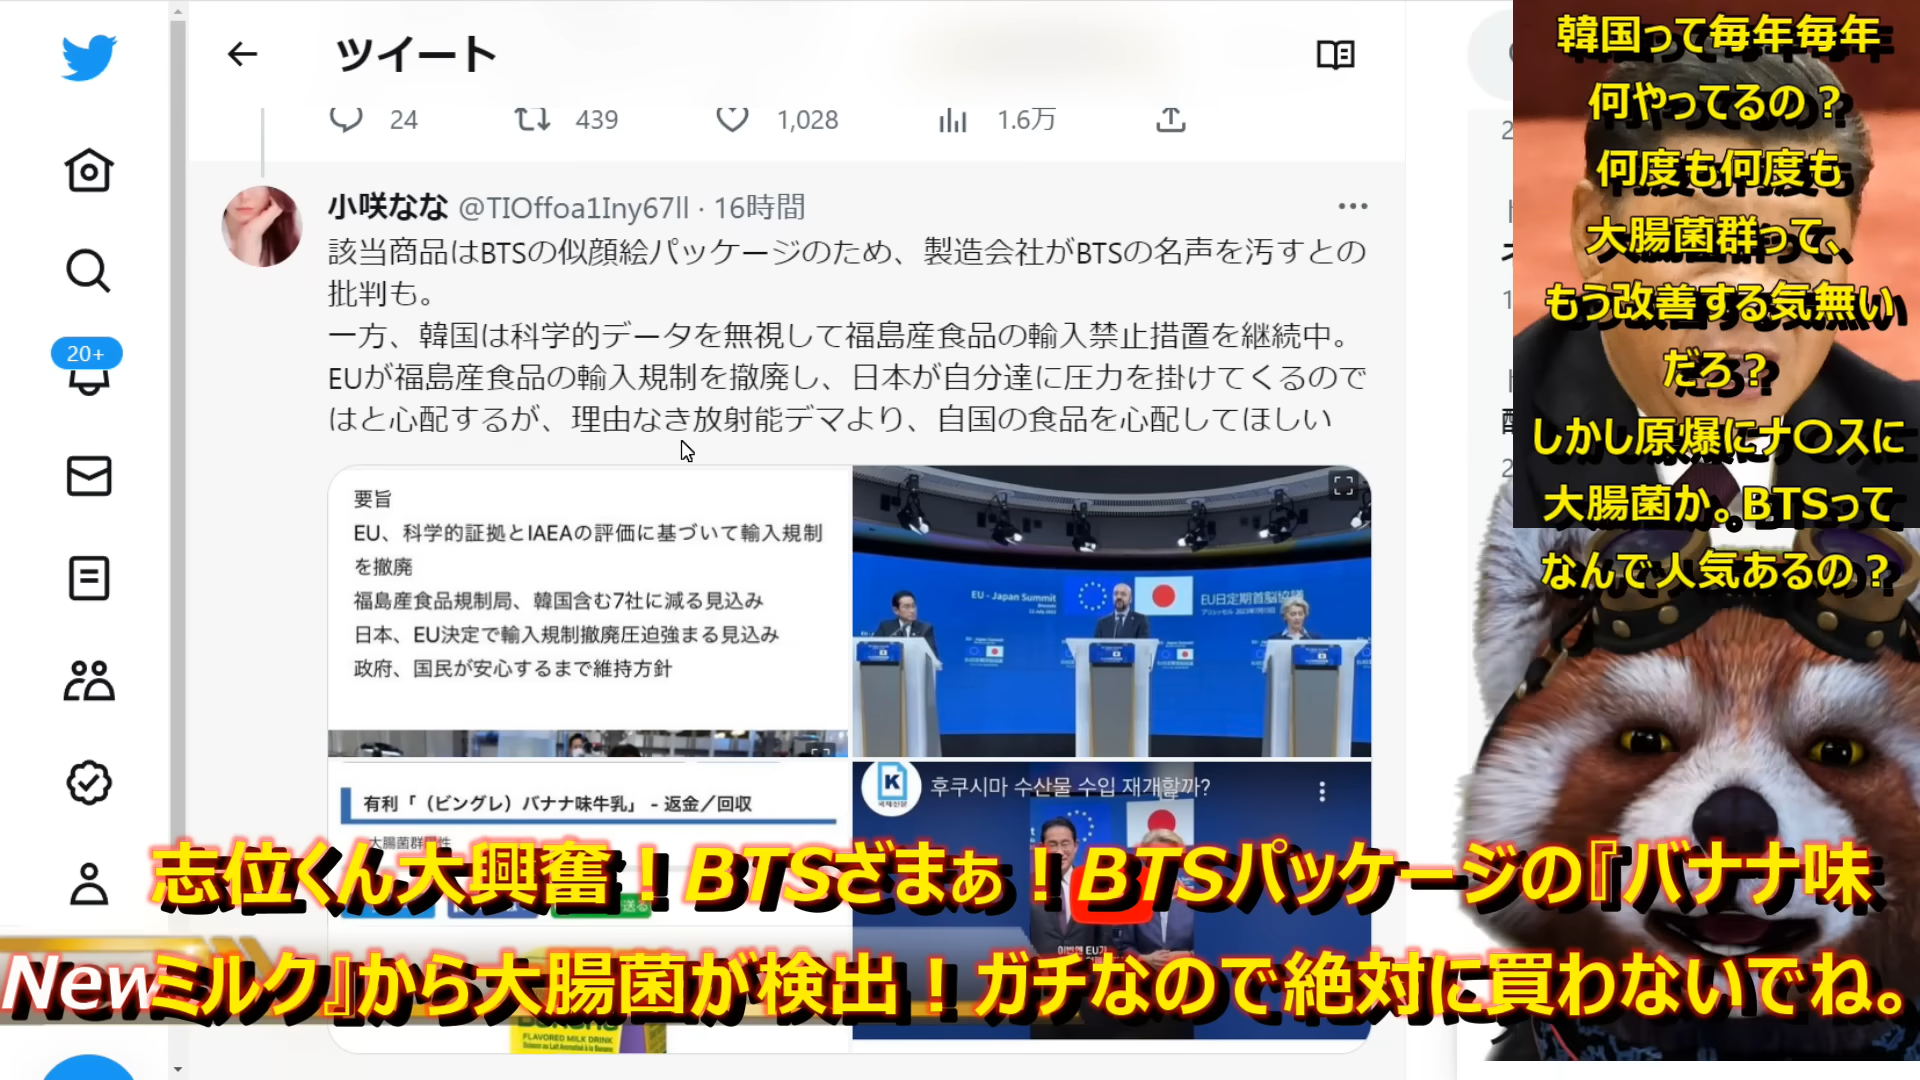 ツイート
24 439 1,028 1.6万
20+
小咲なな @TIOffoa1Iny67ll · 16時間
該当商品はBTSの似顔絵パッケージのため、製造会社がBTSの名声を汚すとの
批判も。
一方、韓国は科学的データを無視して福島産食品の輸入禁止措置を継続中。
EUが福島産食品の輸入規制を撤廃し、日本が自分達に圧力を掛けてくるので
はと心配するが、理由なき放射能デマより、自国の食品を心配してほしい
要旨
EU、科学的証拠とIAEAの評価に基づいて輸入規制
を撤廃
福島産食品規制局、韓国含む7社に減る見込み
日本、EU決定で輸入規制撤廃圧迫強まる見込み
政府、国民が安心するまで維持方針
EU - Japan Summit
EU日定期首脳協議
有利「（ビングレ）バナナ味牛乳」 - 返金／回収
大腸菌群
送る
FLAVORED MILK DRINK
K
국제신문
후쿠시마 수산물 수입 재개할까?
이번엔 EU가
韓国って毎年毎年
何やってるの？
何度も何度も
大腸菌群って、
もう改善する気無い
だろ？
しかし原爆にナ〇スに
大腸菌か。BTSって
なんで人気あるの？
志位くん大興奮！BTSざまぁ！BTSパッケージの『バナナ味
New
ミルク』から大腸菌が検出！ガチなので絶対に買わないでね。